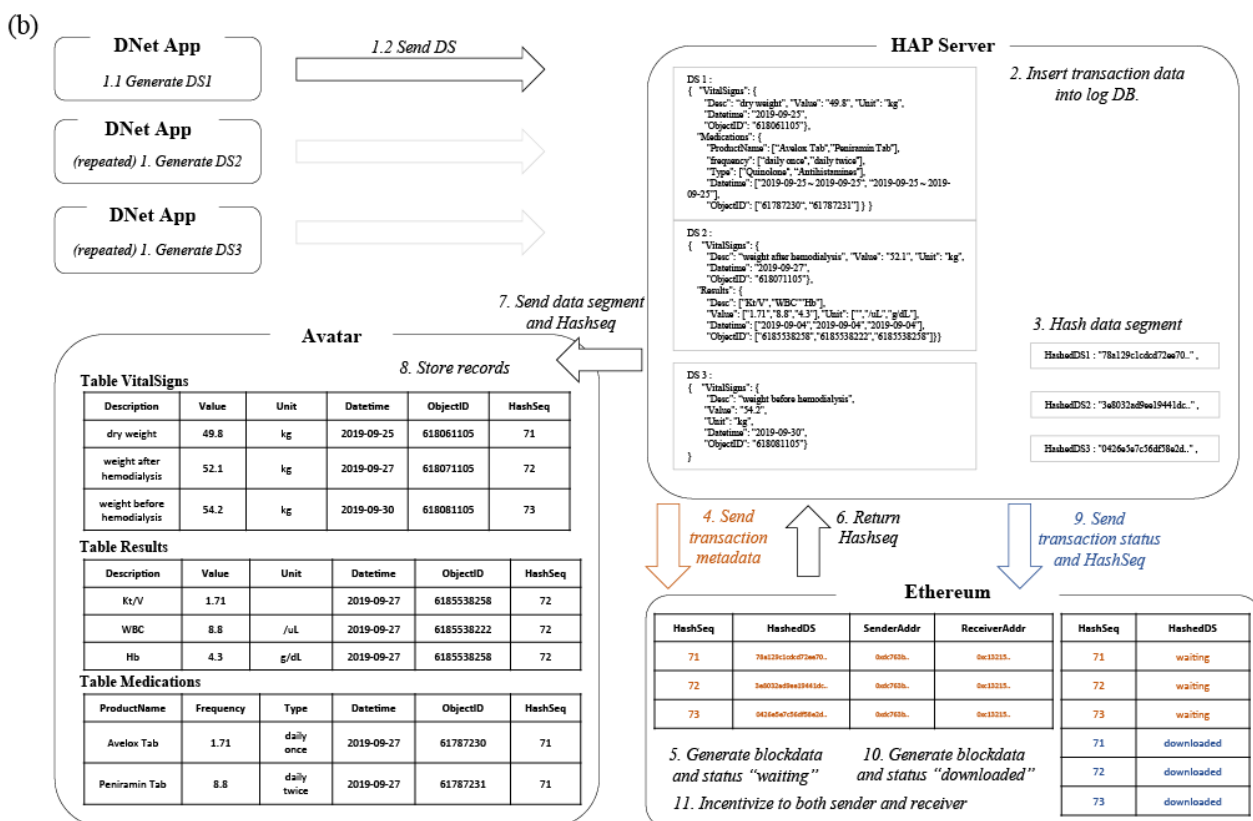 (b)
DNet App
1.1 Generate DS1
1.2 Send DS
DNet App
(repeated) 1. Generate DS2
DNet App
(repeated) 1. Generate DS3
HAP Server
2. Insert transaction data
into log DB.
DS 1 :
{ "VitalSigns": {
"Desc": "dry weight", "Value": "49.8", "Unit": "kg",
"Datetime": "2019-09-25",
"ObjectID": "618061105"},
"Medications": {
"ProductName": ["Avelox Tab","Peniramin Tab"],
"frequency": ["daily once","daily twice"],
"Type": ["Quinolone", "Antihistamines"],
"Datetime": ["2019-09-25 ~ 2019-09-25", "2019-09-25 ~ 2019-
09-25"],
"ObjectID": ["61787230", "61787231"] } }
DS 2 :
{ "VitalSigns": {
"Desc": "weight after hemodialysis", "Value": "52.1", "Unit": "kg",
"Datetime": "2019-09-27",
"ObjectID": "618071105"},
"Results": {
"Desc": ["Kt/V","WBC""Hb"],
"Value": ["1.71","8.8","4.3"], "Unit": ["","/uL","g/dL"],
"Datetime": ["2019-09-04","2019-09-04","2019-09-04"],
"ObjectID": ["6185538258","6185538222","6185538258"]}}
DS 3 :
{ "VitalSigns": {
"Desc": "weight before hemodialysis",
"Value": "54.2",
"Unit": "kg",
"Datetime": "2019-09-30",
"ObjectID": "618081105"}
}
3. Hash data segment
HashedDS1 : "78a129c1cdcd72ee70.." ,
HashedDS2 : "3e8032ad9ee19441dc.." ,
HashedDS3 : "0426e5e7c56df58e2d.." ,
7. Send data segment
and Hashseq
Avatar
8. Store records
Table VitalSigns
Description Value Unit Datetime ObjectID HashSeq
dry weight 49.8 kg 2019-09-25 618061105 71
weight after
hemodialysis 52.1 kg 2019-09-27 618071105 72
weight before
hemodialysis 54.2 kg 2019-09-30 618081105 73
Table Results
Description Value Unit Datetime ObjectID HashSeq
Kt/V 1.71 2019-09-27 6185538258 72
WBC 8.8 /uL 2019-09-27 6185538222 72
Hb 4.3 g/dL 2019-09-27 6185538258 72
Table Medications
ProductName Frequency Type Datetime ObjectID HashSeq
Avelox Tab 1.71 daily
once 2019-09-27 61787230 71
Peniramin Tab 8.8 daily
twice 2019-09-27 61787231 71
4. Send
transaction
metadata
6. Return
Hashseq
9. Send
transaction status
and HashSeq
Ethereum
HashSeq HashedDS SenderAddr ReceiverAddr
71 78a129c1cdcd72ee70.. 0xdc763b.. 0xc13215..
72 3e8032ad9ee19441dc.. 0xdc763b.. 0xc13215..
73 0426e5e7c56df58e2d.. 0xdc763b.. 0xc13215..
HashSeq HashedDS
71 waiting
72 waiting
73 waiting
71 downloaded
72 downloaded
73 downloaded
5. Generate blockdata
and status "waiting"
10. Generate blockdata
and status "downloaded"
11. Incentivize to both sender and receiver